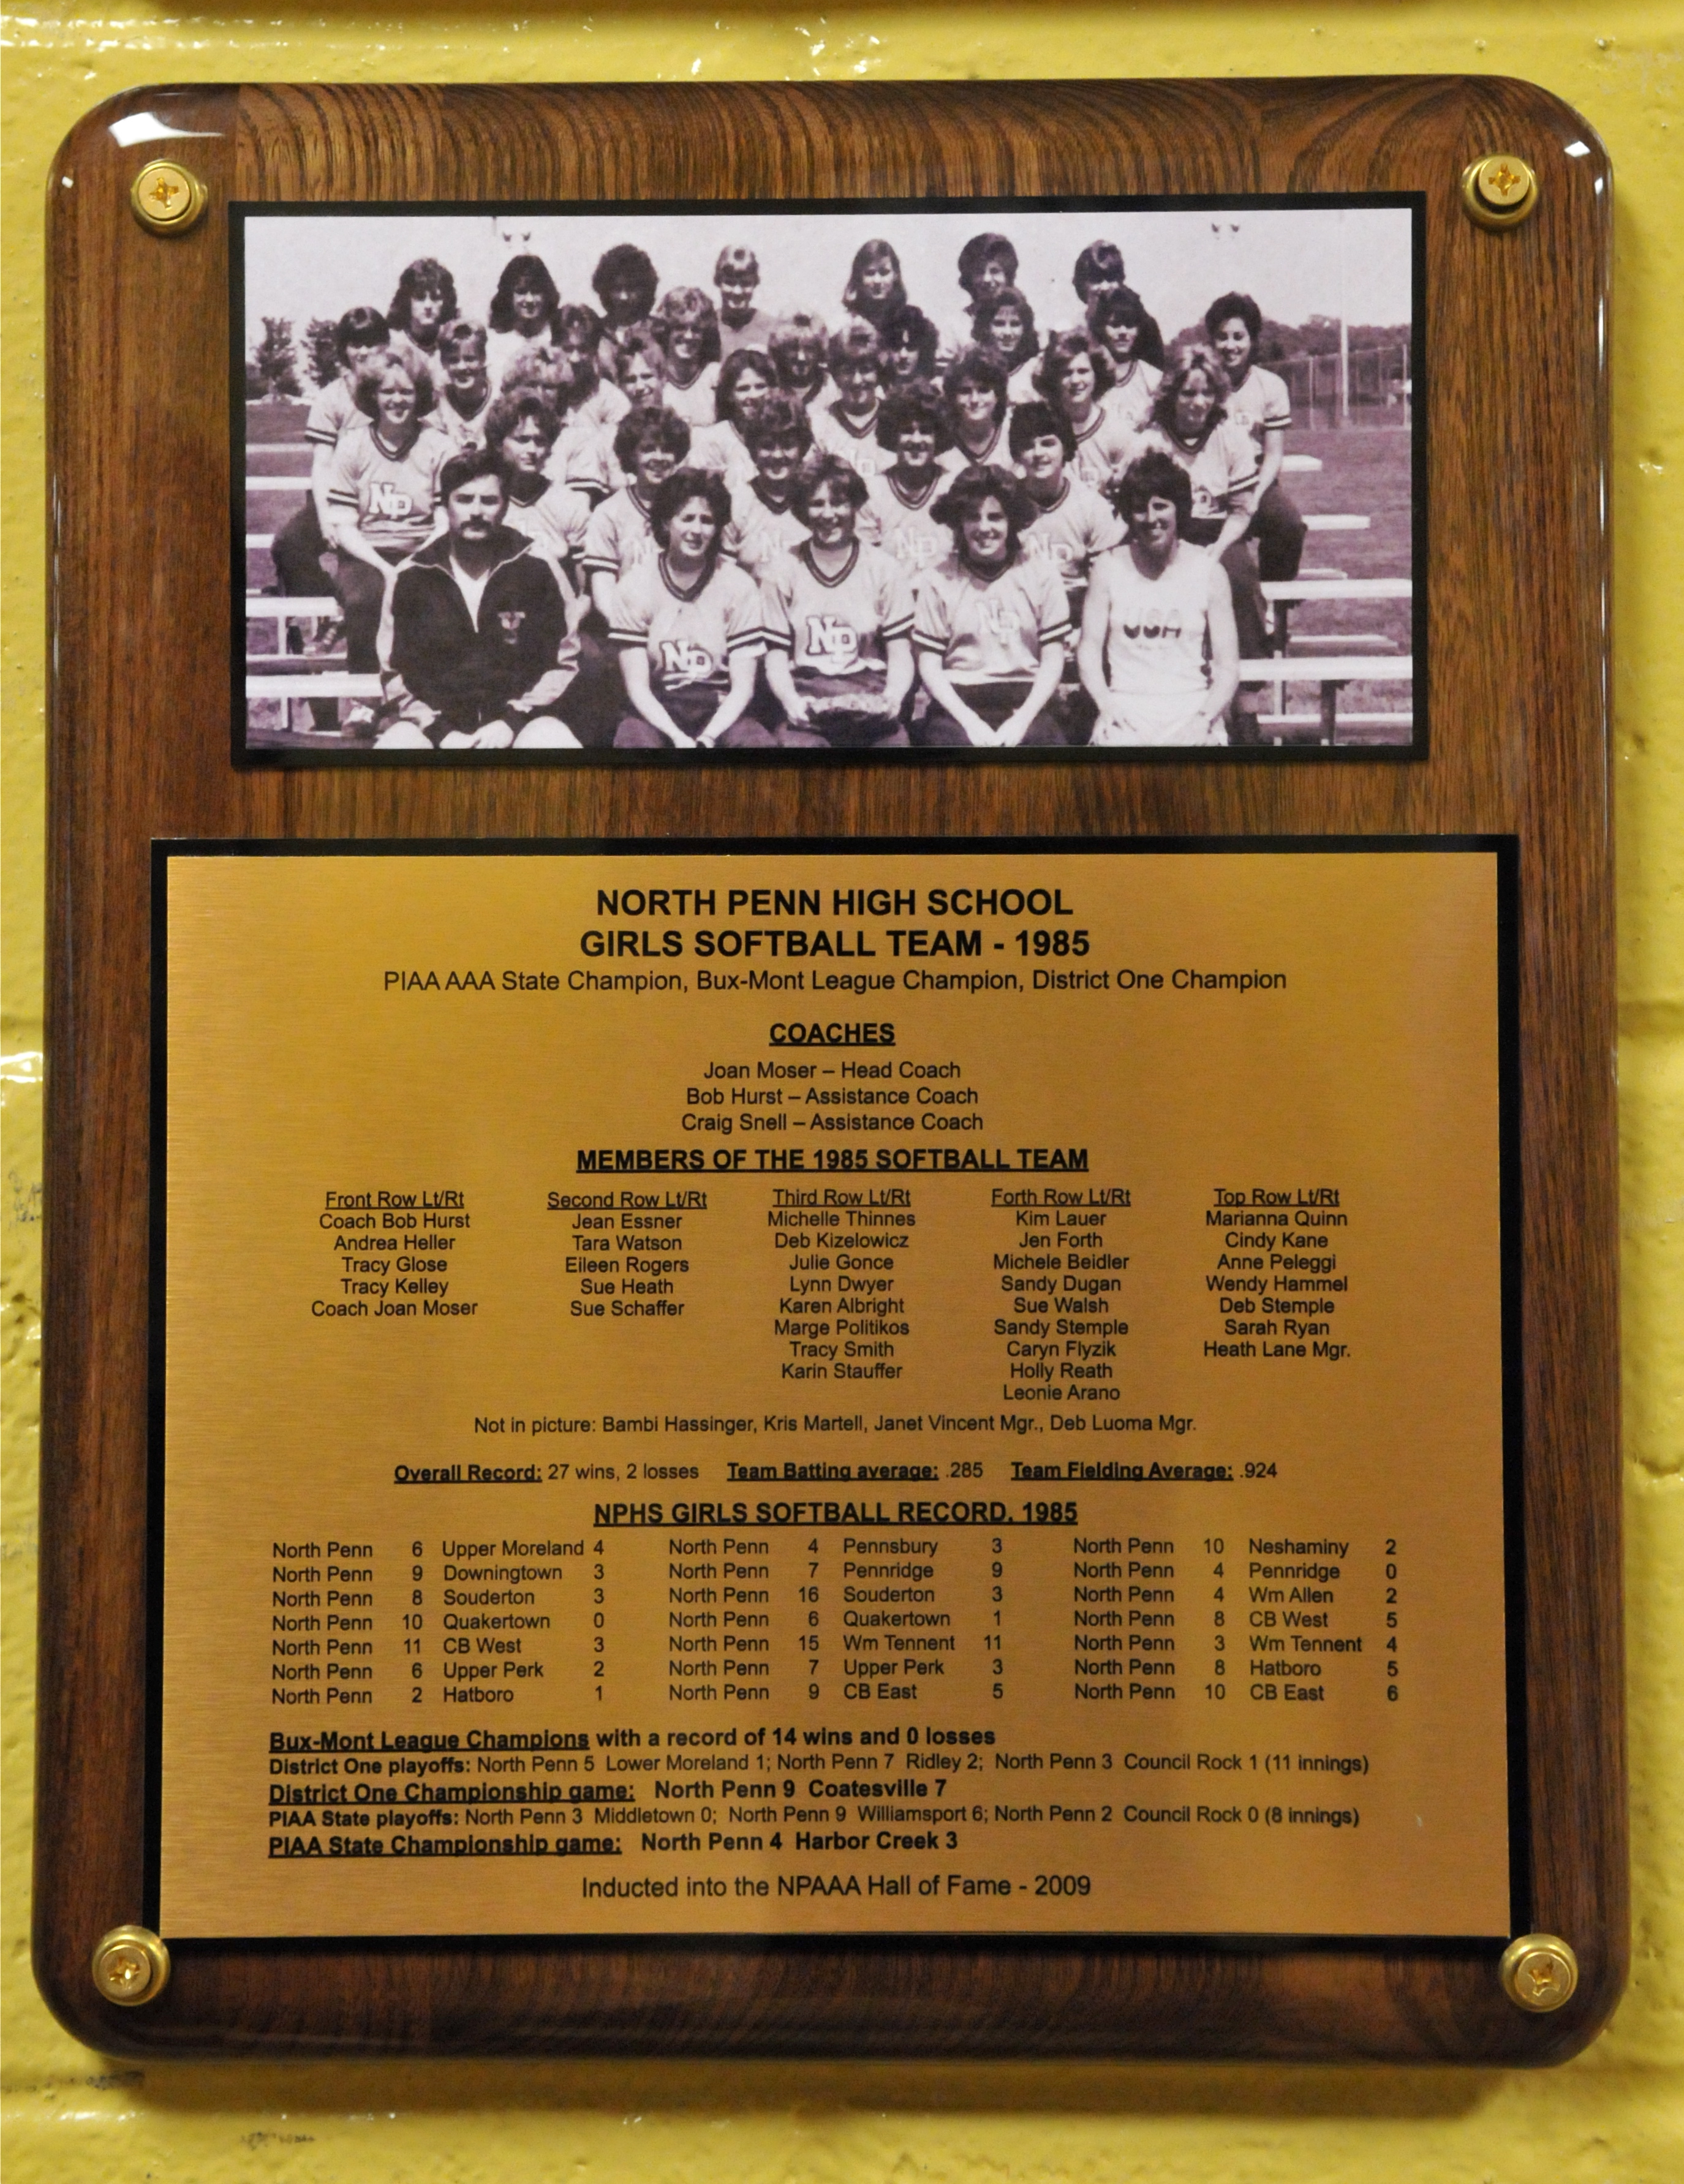 NP
NP
NP
NP
NP
NP
NP
NP
USA
NORTH PENN HIGH SCHOOL
GIRLS SOFTBALL TEAM - 1985
PIAA AAA State Champion, Bux-Mont League Champion, District One Champion
COACHES
Joan Moser – Head Coach
Bob Hurst – Assistance Coach
Craig Snell – Assistance Coach
MEMBERS OF THE 1985 SOFTBALL TEAM
Front Row Lt/Rt
Coach Bob Hurst
Andrea Heller
Tracy Glose
Tracy Kelley
Coach Joan Moser
Second Row Lt/Rt
Jean Essner
Tara Watson
Eileen Rogers
Sue Heath
Sue Schaffer
Third Row Lt/Rt
Michelle Thinnes
Deb Kizelowicz
Julie Gonce
Lynn Dwyer
Karen Albright
Marge Politikos
Tracy Smith
Karin Stauffer
Forth Row Lt/Rt
Kim Lauer
Jen Forth
Michele Beidler
Sandy Dugan
Sue Walsh
Sandy Stemple
Caryn Flyzik
Holly Reath
Leonie Arano
Top Row Lt/Rt
Marianna Quinn
Cindy Kane
Anne Peleggi
Wendy Hammel
Deb Stemple
Sarah Ryan
Heath Lane Mgr.
Not in picture: Bambi Hassinger, Kris Martell, Janet Vincent Mgr., Deb Luoma Mgr.
Overall Record: 27 wins, 2 losses Team Batting average: .285 Team Fielding Average: .924
NPHS GIRLS SOFTBALL RECORD, 1985
North Penn 6 Upper Moreland 4
North Penn 9 Downingtown 3
North Penn 8 Souderton 3
North Penn 10 Quakertown 0
North Penn 11 CB West 3
North Penn 6 Upper Perk 2
North Penn 2 Hatboro 1
North Penn 4 Pennsbury 3
North Penn 7 Pennridge 9
North Penn 16 Souderton 3
North Penn 6 Quakertown 1
North Penn 15 Wm Tennent 11
North Penn 7 Upper Perk 3
North Penn 9 CB East 5
North Penn 10 Neshaminy 2
North Penn 4 Pennridge 0
North Penn 4 Wm Allen 2
North Penn 8 CB West 5
North Penn 3 Wm Tennent 4
North Penn 8 Hatboro 5
North Penn 10 CB East 6
Bux-Mont League Champions with a record of 14 wins and 0 losses
District One playoffs: North Penn 5 Lower Moreland 1; North Penn 7 Ridley 2; North Penn 3 Council Rock 1 (11 innings)
District One Championship game: North Penn 9 Coatesville 7
PIAA State playoffs: North Penn 3 Middletown 0; North Penn 9 Williamsport 6; North Penn 2 Council Rock 0 (8 innings)
PIAA State Championship game: North Penn 4 Harbor Creek 3
Inducted into the NPAAA Hall of Fame - 2009